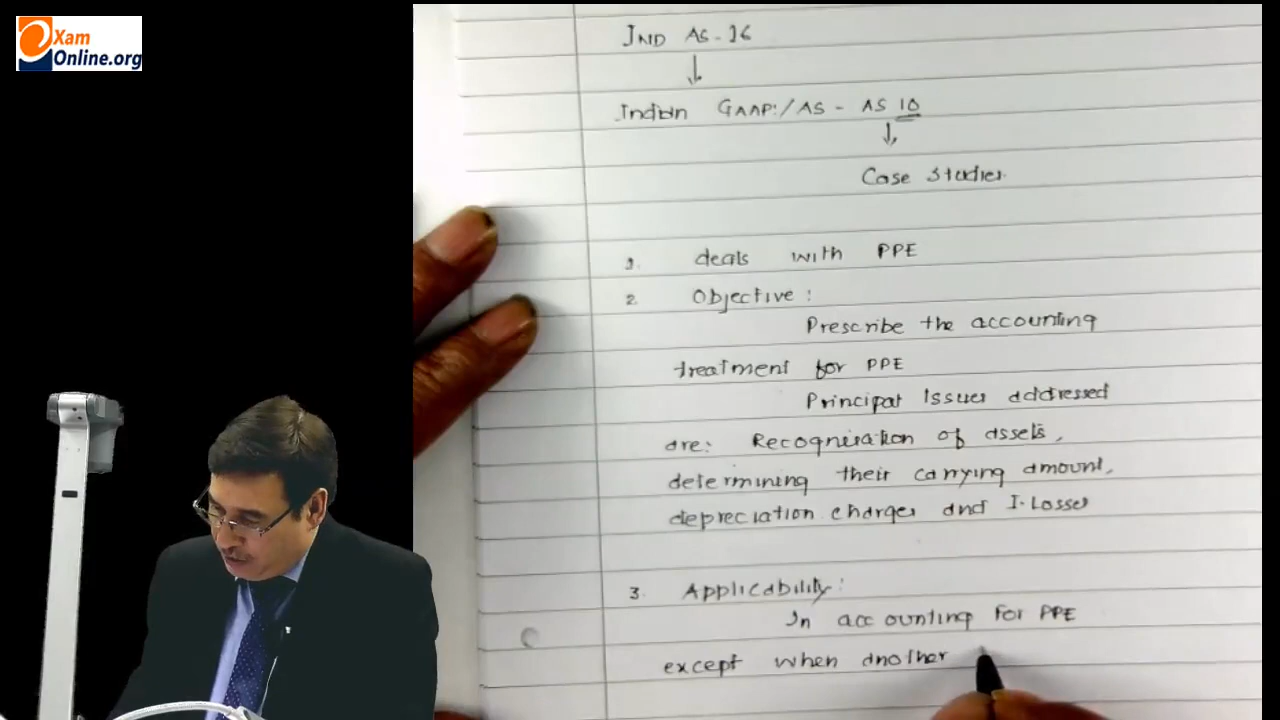 Xam
Online.org
IND AS-16
Indian GAAP:/AS - AS 10
Case Studies
1. deals with PPE
2. Objective:
Prescribe the accounting
treatment for PPE
Principal Issues addressed
are: Recognisation of assets,
determining their carrying amount,
depreciation charges and I.Losses
3. Applicability:
In accounting for PPE
except when another